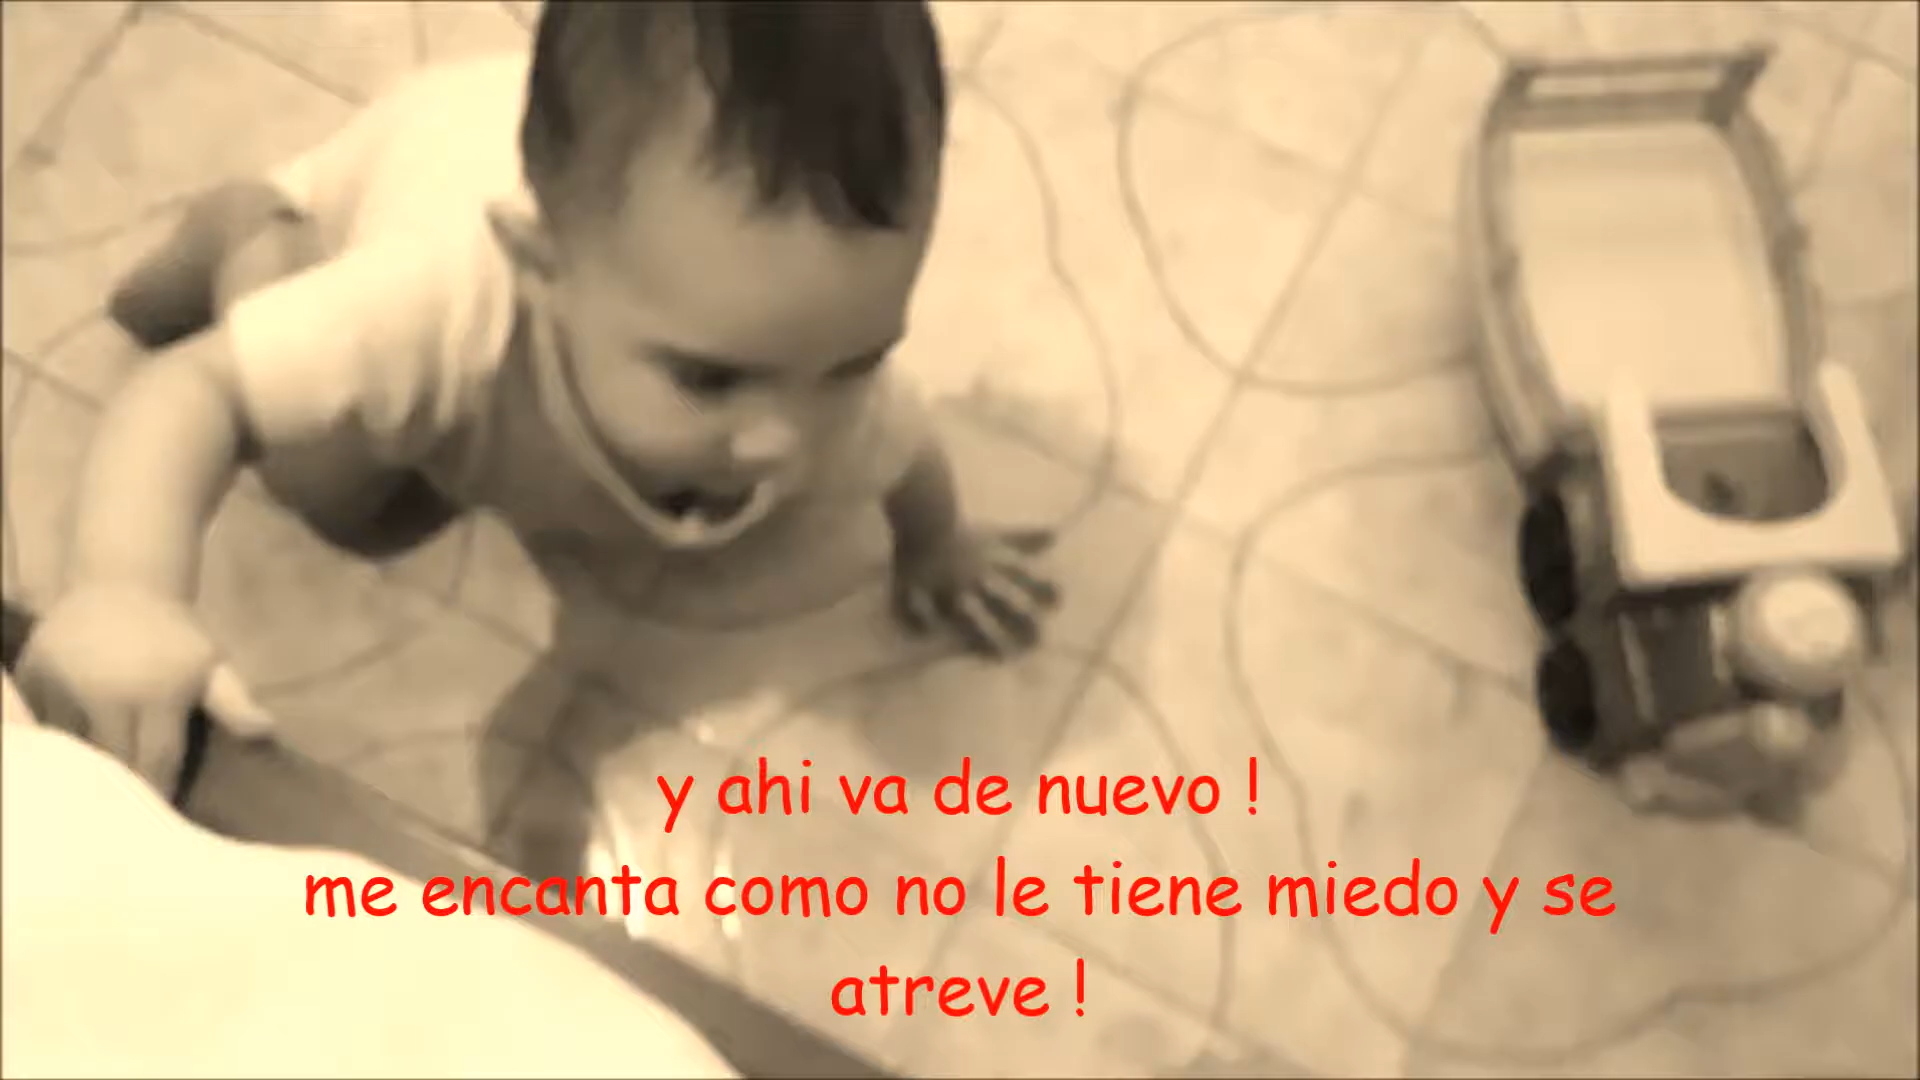 y ahi va de nuevo !
me encanta como no le tiene miedo y se
atreve !